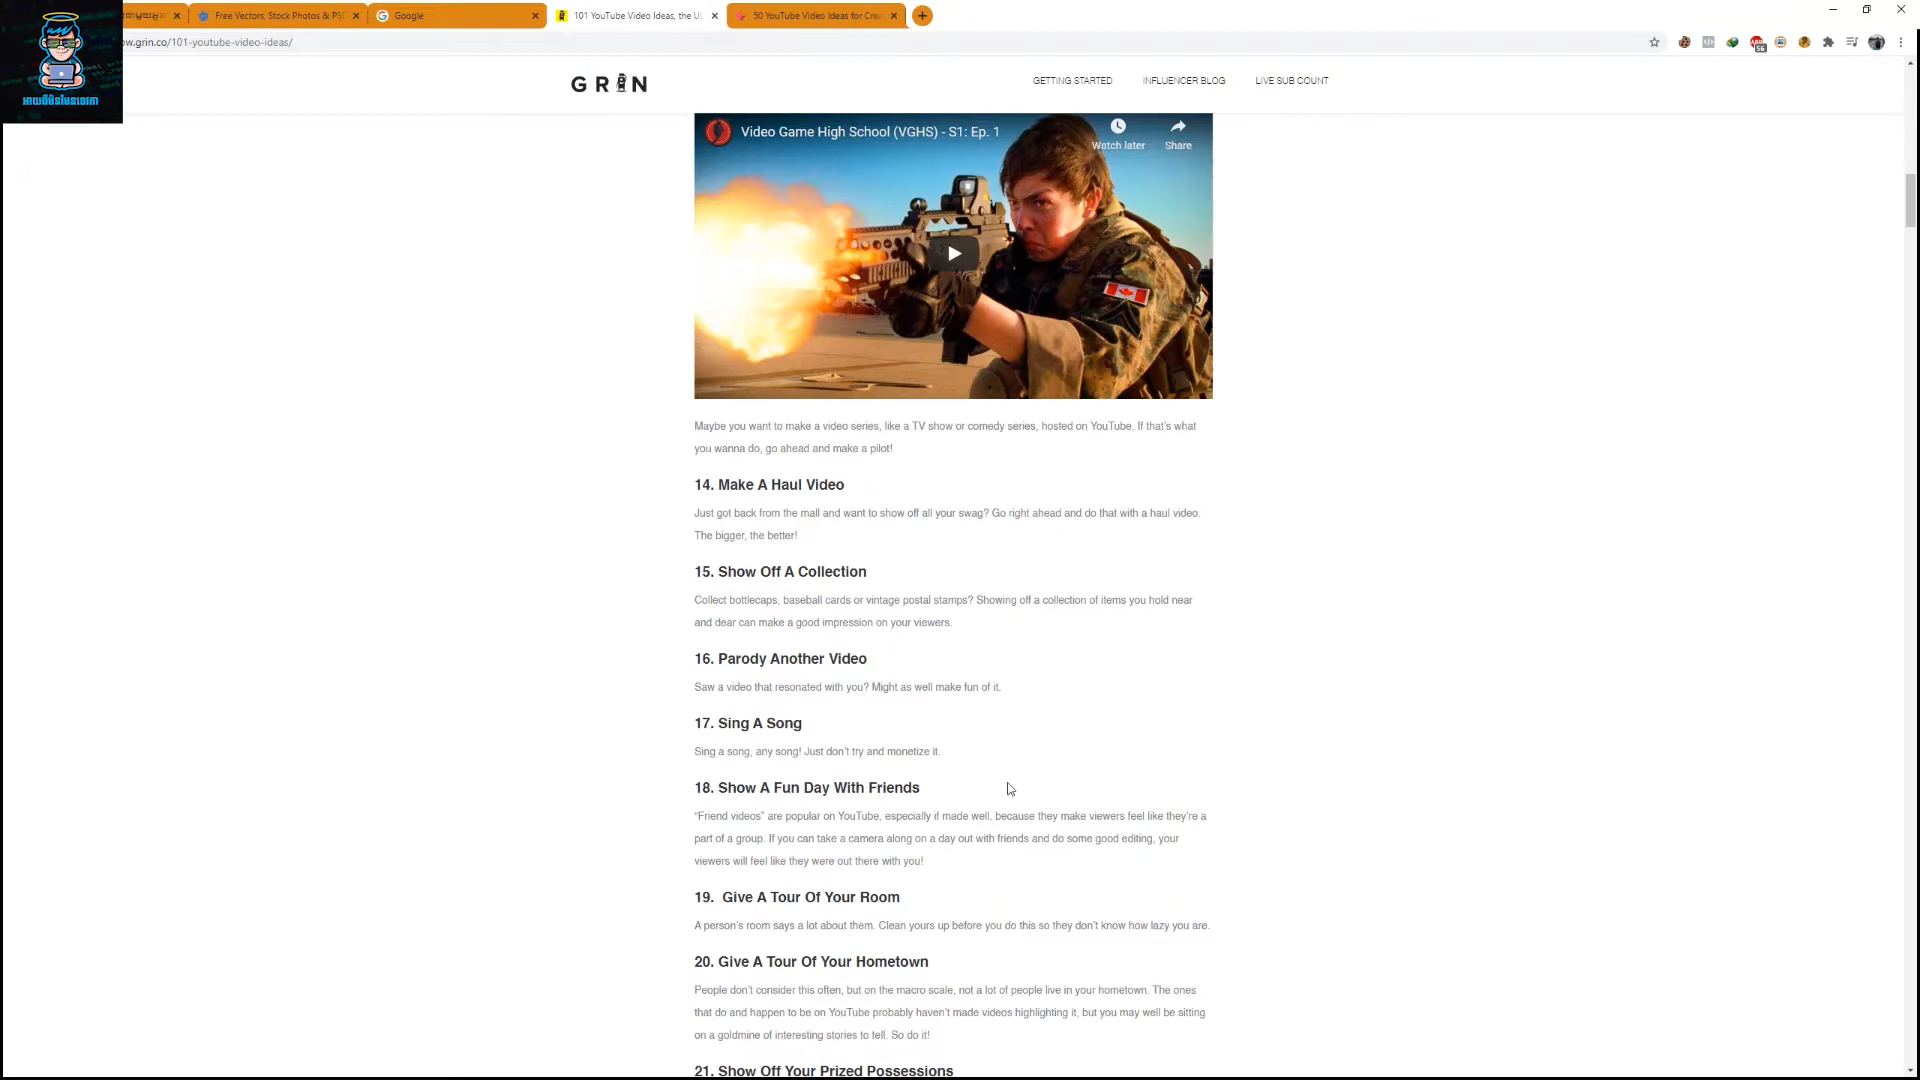 Free Vectors, Stock Photos & PSD
Google
101 YouTube Video Ideas, the Ul
50 YouTube Video Ideas for Crea
ow.grin.co/101-youtube-video-ideas/
56
GRIN
GETTING STARTED
INFLUENCER BLOG
LIVE SUB COUNT
Video Game High School (VGHS) - S1: Ep. 1
Watch later
Share
Maybe you want to make a video series, like a TV show or comedy series, hosted on YouTube. If that’s what
you wanna do, go ahead and make a pilot!
14. Make A Haul Video
Just got back from the mall and want to show off all your swag? Go right ahead and do that with a haul video.
The bigger, the better!
15. Show Off A Collection
Collect bottlecaps, baseball cards or vintage postal stamps? Showing off a collection of items you hold near
and dear can make a good impression on your viewers.
16. Parody Another Video
Saw a video that resonated with you? Might as well make fun of it.
17. Sing A Song
Sing a song, any song! Just don’t try and monetize it.
18. Show A Fun Day With Friends
“Friend videos” are popular on YouTube, especially if made well, because they make viewers feel like they’re a
part of a group. If you can take a camera along on a day out with friends and do some good editing, your
viewers will feel like they were out there with you!
19. Give A Tour Of Your Room
A person’s room says a lot about them. Clean yours up before you do this so they don’t know how lazy you are.
20. Give A Tour Of Your Hometown
People don’t consider this often, but on the macro scale, not a lot of people live in your hometown. The ones
that do and happen to be on YouTube probably haven’t made videos highlighting it, but you may well be sitting
on a goldmine of interesting stories to tell. So do it!
21. Show Off Your Prized Possessions